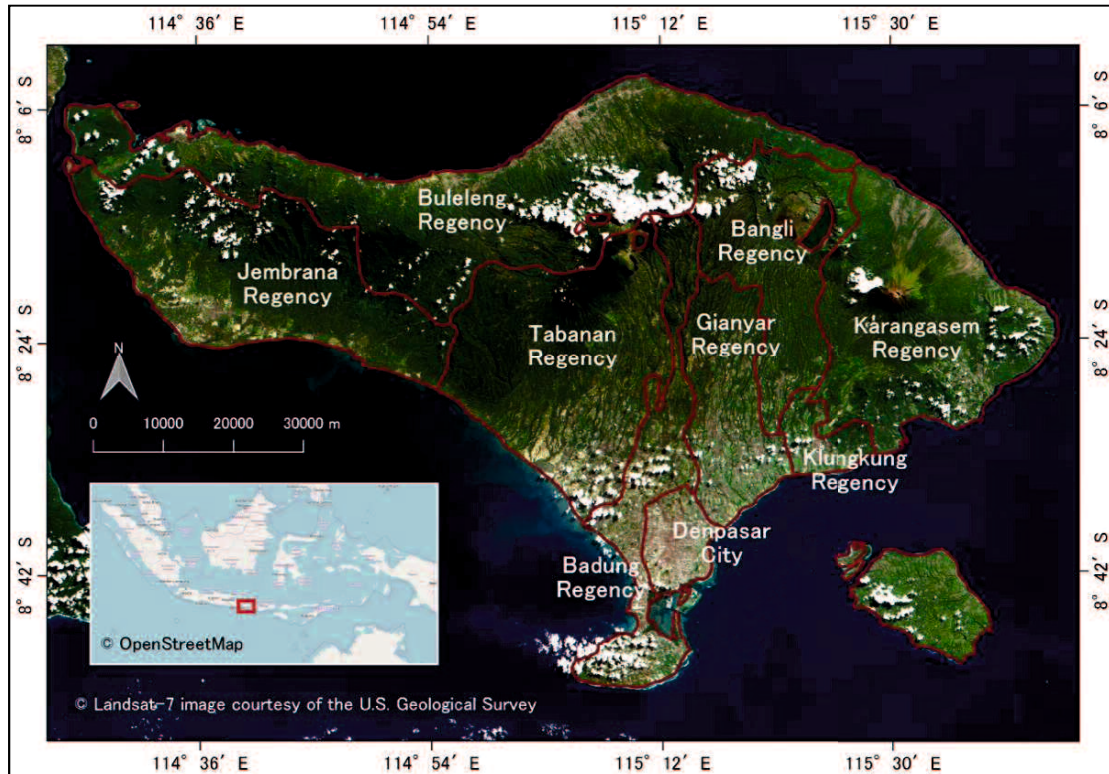 114° 36′ E
114° 54′ E
115° 12′ E
115° 30′ E
8° 6′ S
8° 6′ S
Buleleng
Regency
Bangli
Regency
Jembrana
Regency
Tabanan
Regency
Gianyar
Regency
Karangasem
Regency
8° 24′ S
8° 24′ S
N
0 10000 20000 30000 m
Klungkung
Regency
Denpasar
City
Badung
Regency
8° 42′ S
8° 42′ S
© OpenStreetMap
© Landsat-7 image courtesy of the U.S. Geological Survey
114° 36′ E
114° 54′ E
115° 12′ E
115° 30′ E